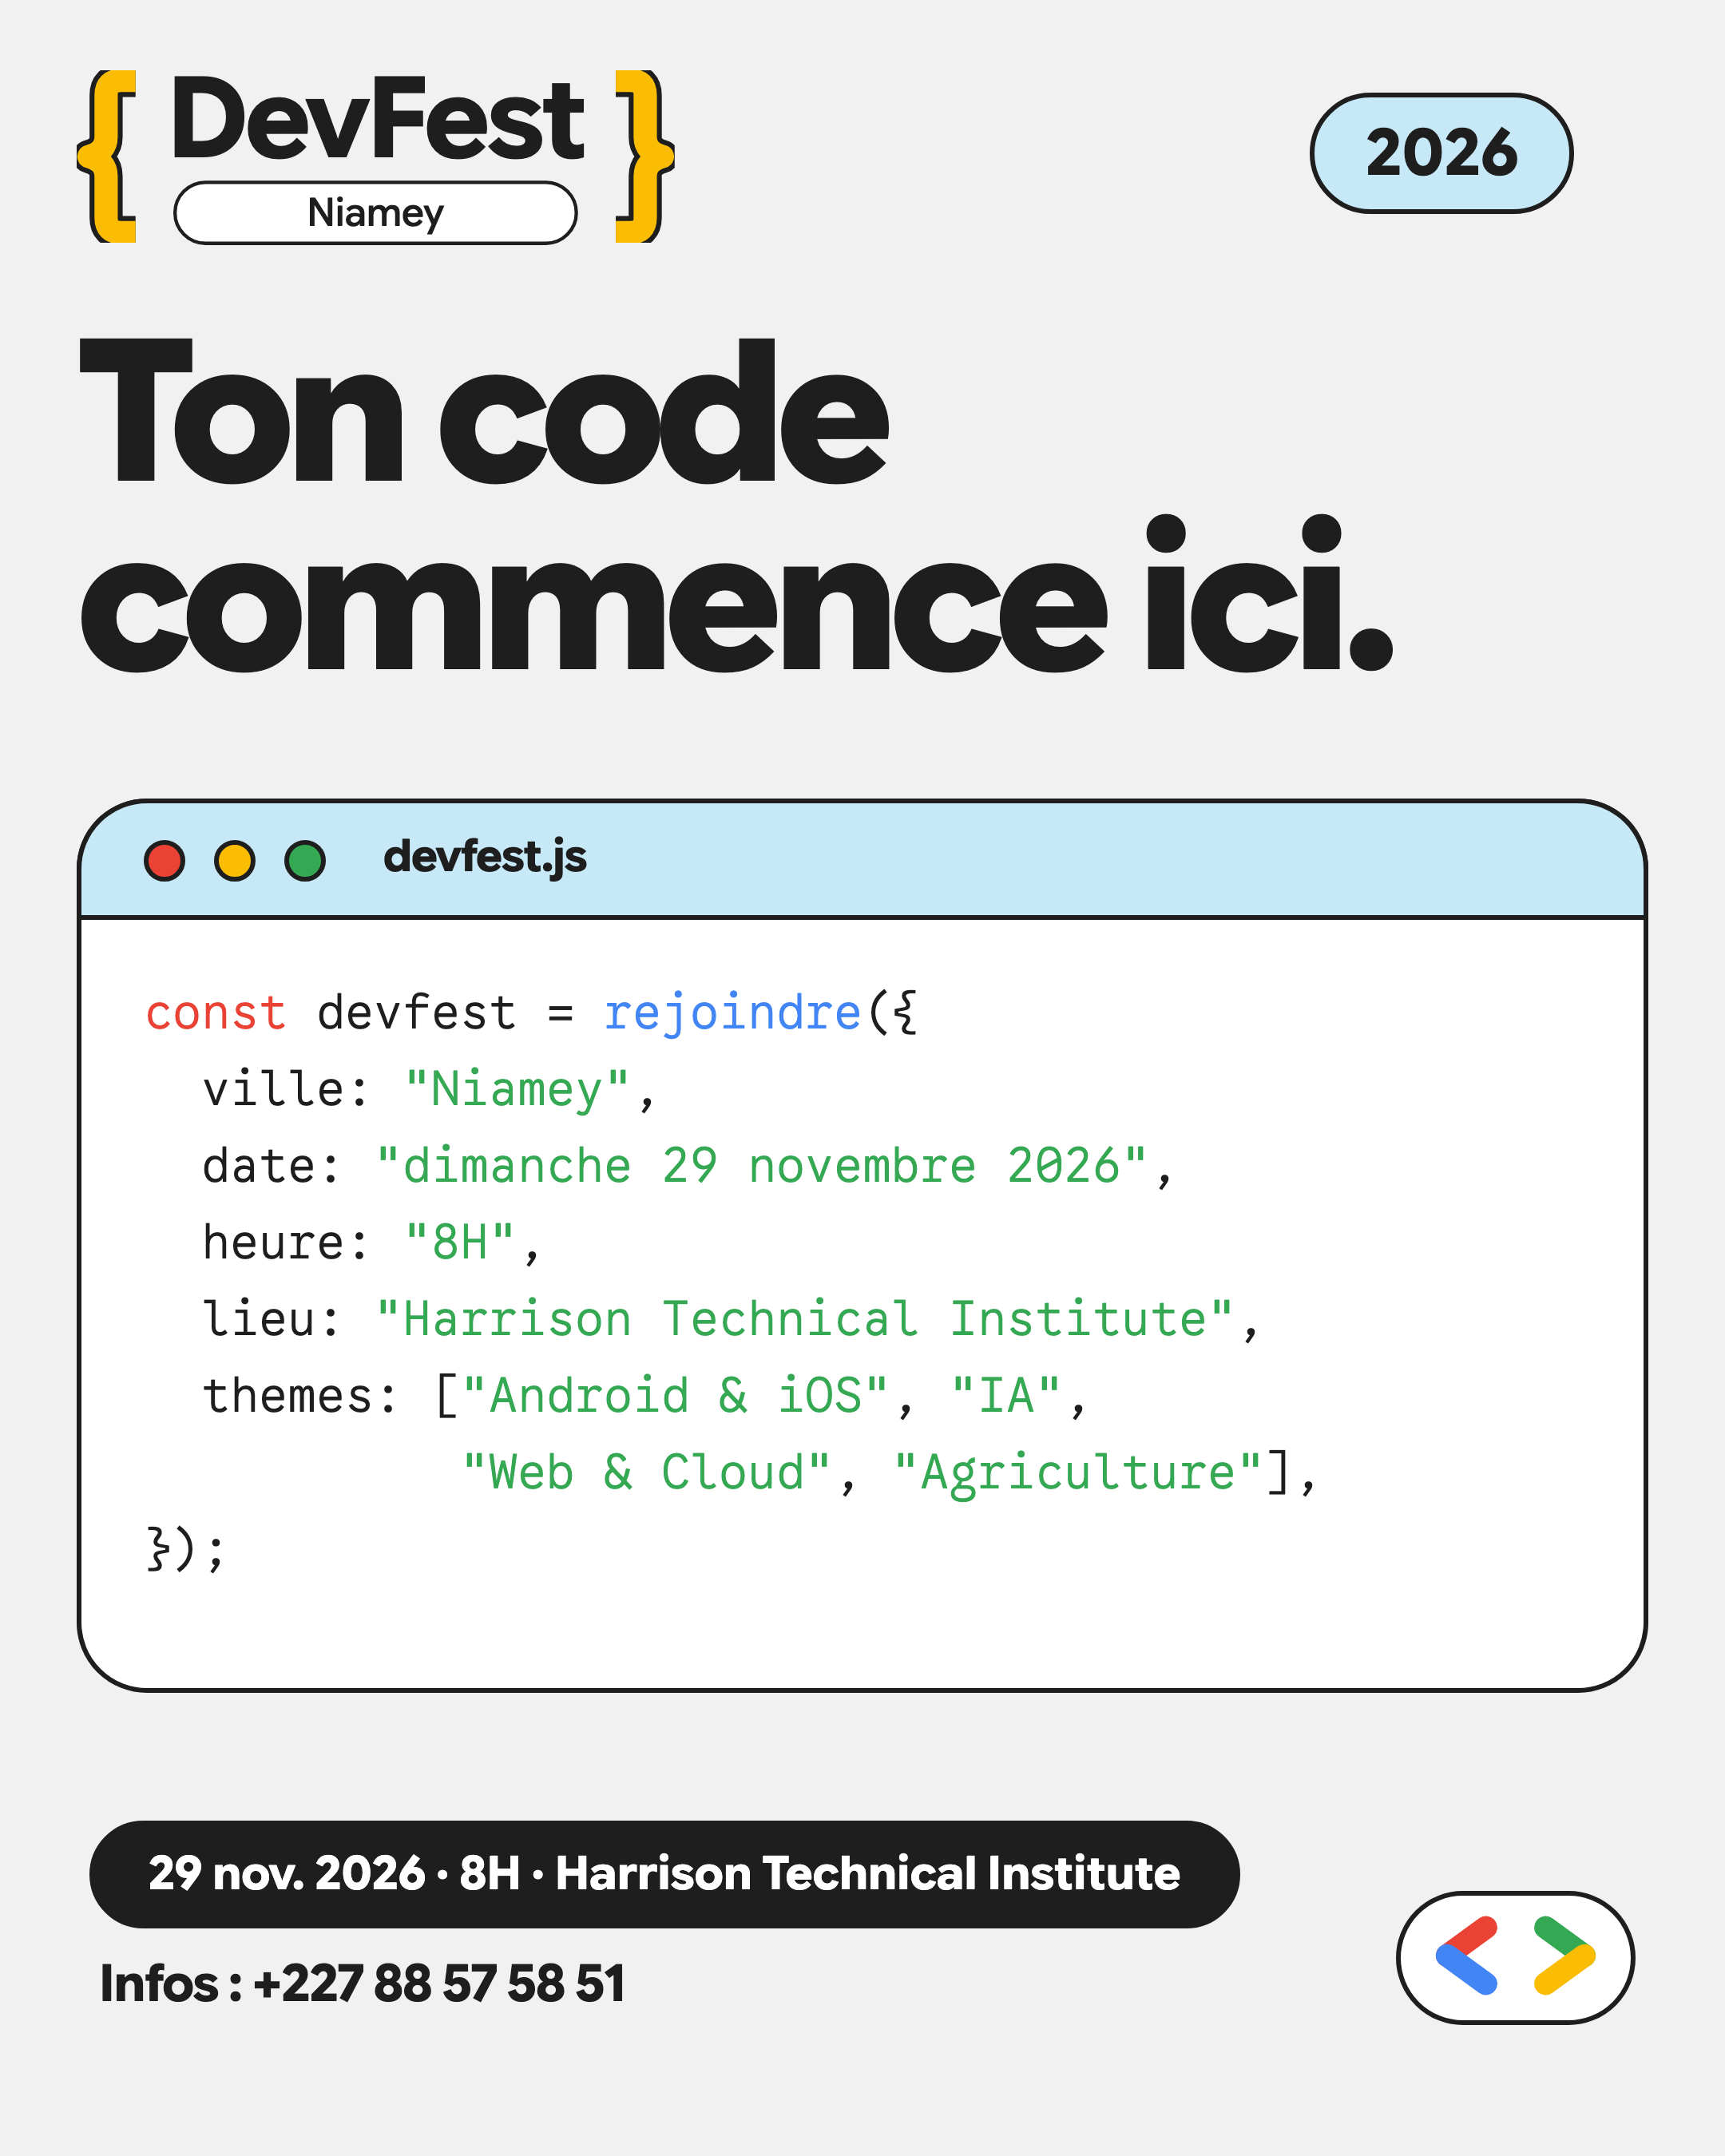 { DevFest }
Niamey
2026
Ton code
commence ici.
devfest.js
const devfest = rejoindre({
  ville: "Niamey",
  date: "dimanche 29 novembre 2026",
  heure: "8H",
  lieu: "Harrison Technical Institute",
  themes: ["Android & iOS", "IA",
           "Web & Cloud", "Agriculture"],
});
29 nov. 2026 · 8H · Harrison Technical Institute
Infos : +227 88 57 58 51